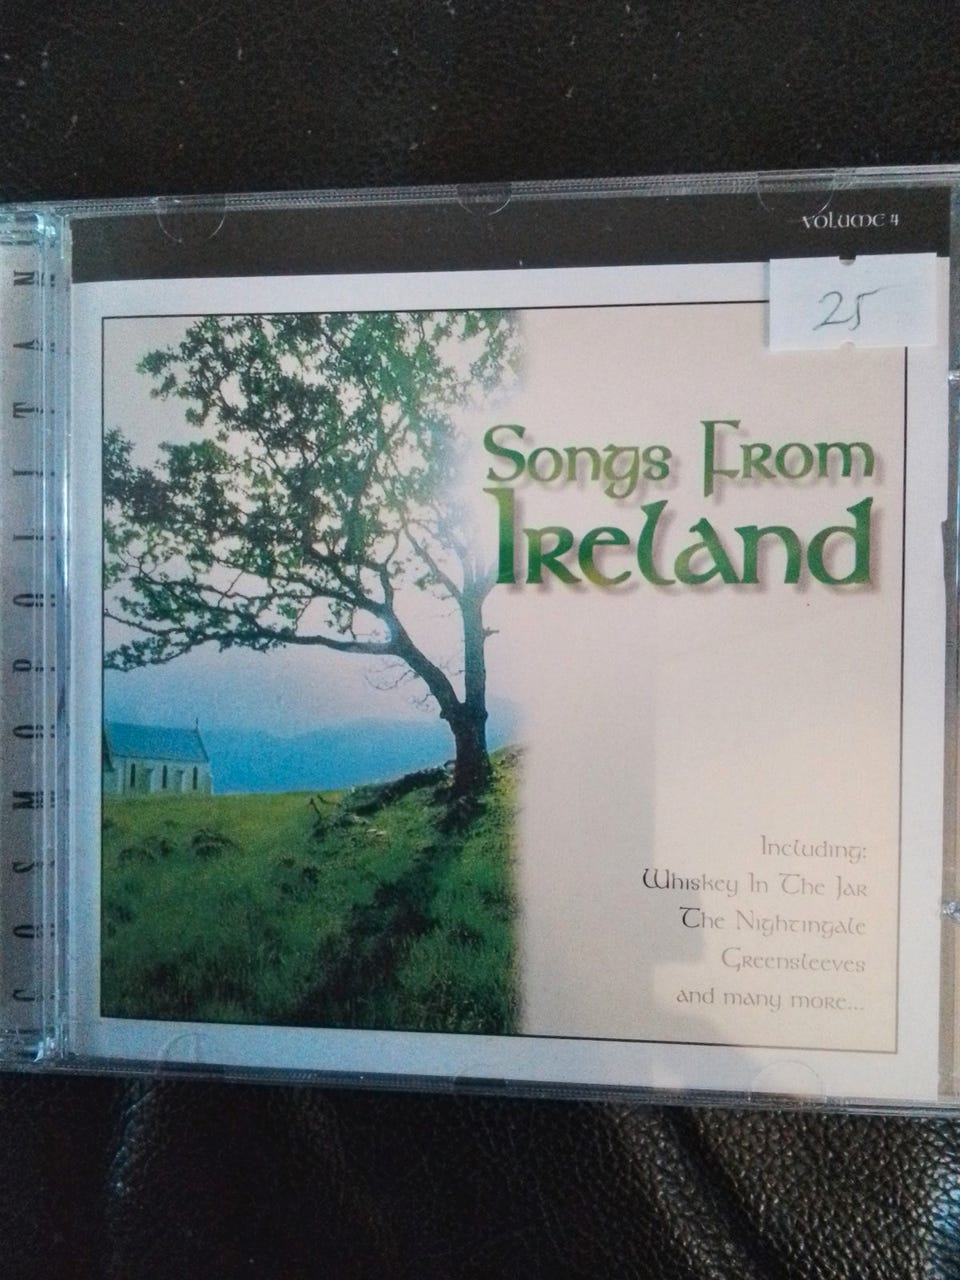 VOLUME 4
25
Songs From
Ireland
Including:
Whiskey In The Jar
The Nightingale
Greensleeves
and many more...
COSMOPOLITAN